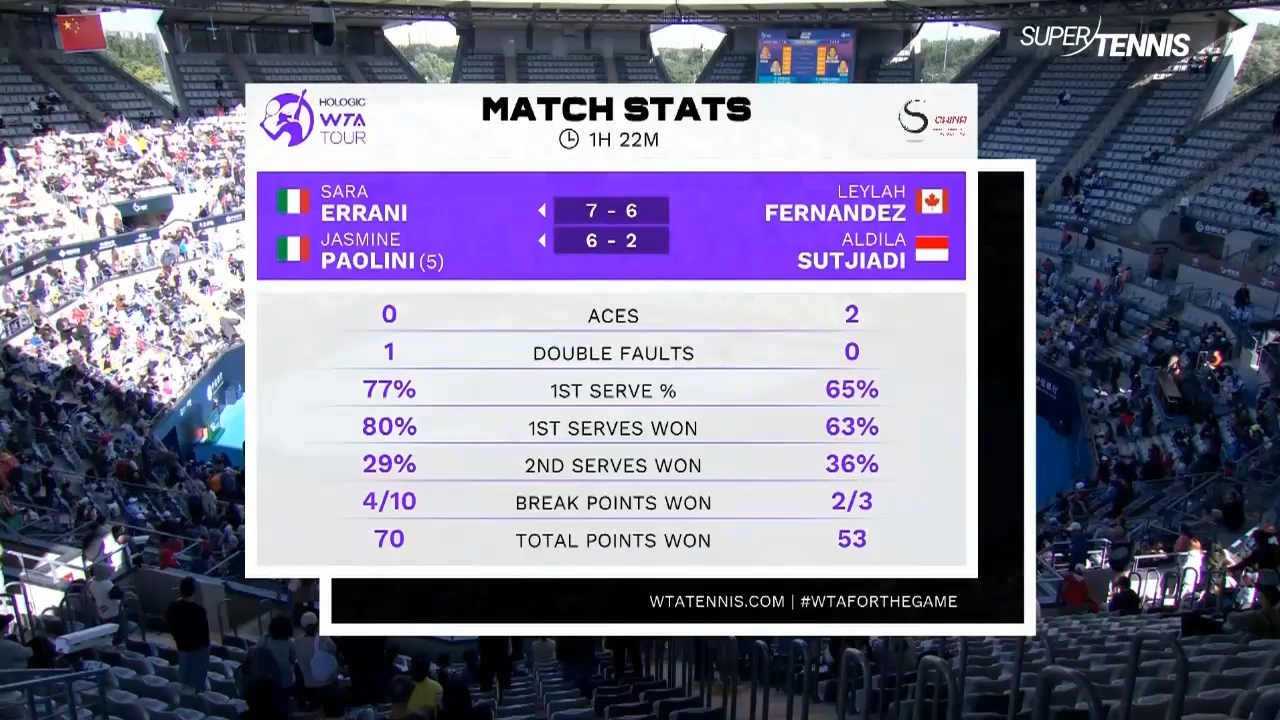 SUPER TENNIS
HOLOGIC
WTA
TOUR
MATCH STATS
1H 22M
CHINA
SARA
ERRANI
JASMINE
PAOLINI (5)
7 - 6
6 - 2
LEYLAH
FERNANDEZ
ALDILA
SUTJIADI
0 ACES 2
1 DOUBLE FAULTS 0
77% 1ST SERVE % 65%
80% 1ST SERVES WON 63%
29% 2ND SERVES WON 36%
4/10 BREAK POINTS WON 2/3
70 TOTAL POINTS WON 53
WTATENNIS.COM | #WTAFORTHEGAME